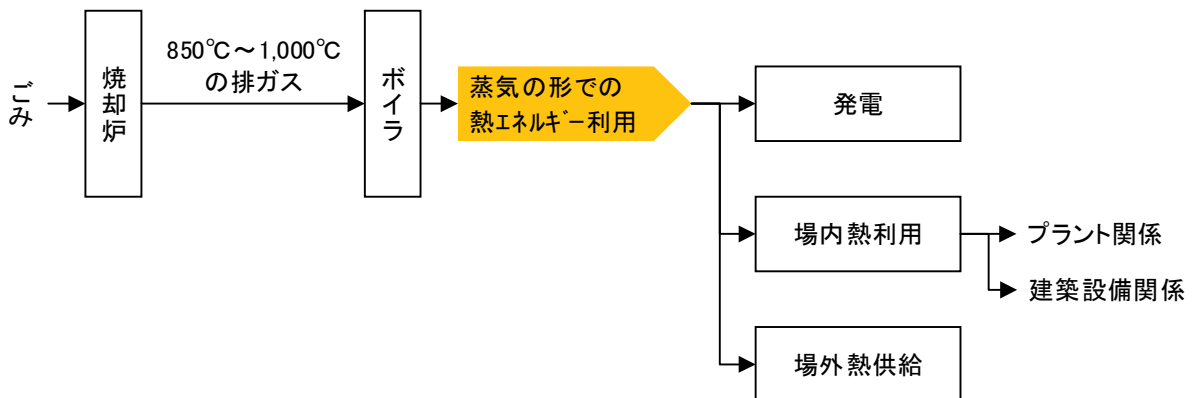 ごみ
焼却炉
850℃～1,000℃
の排ガス
ボイラ
蒸気の形での
熱ｴﾈﾙｷﾞｰ利用
発電
場内熱利用
プラント関係
建築設備関係
場外熱供給